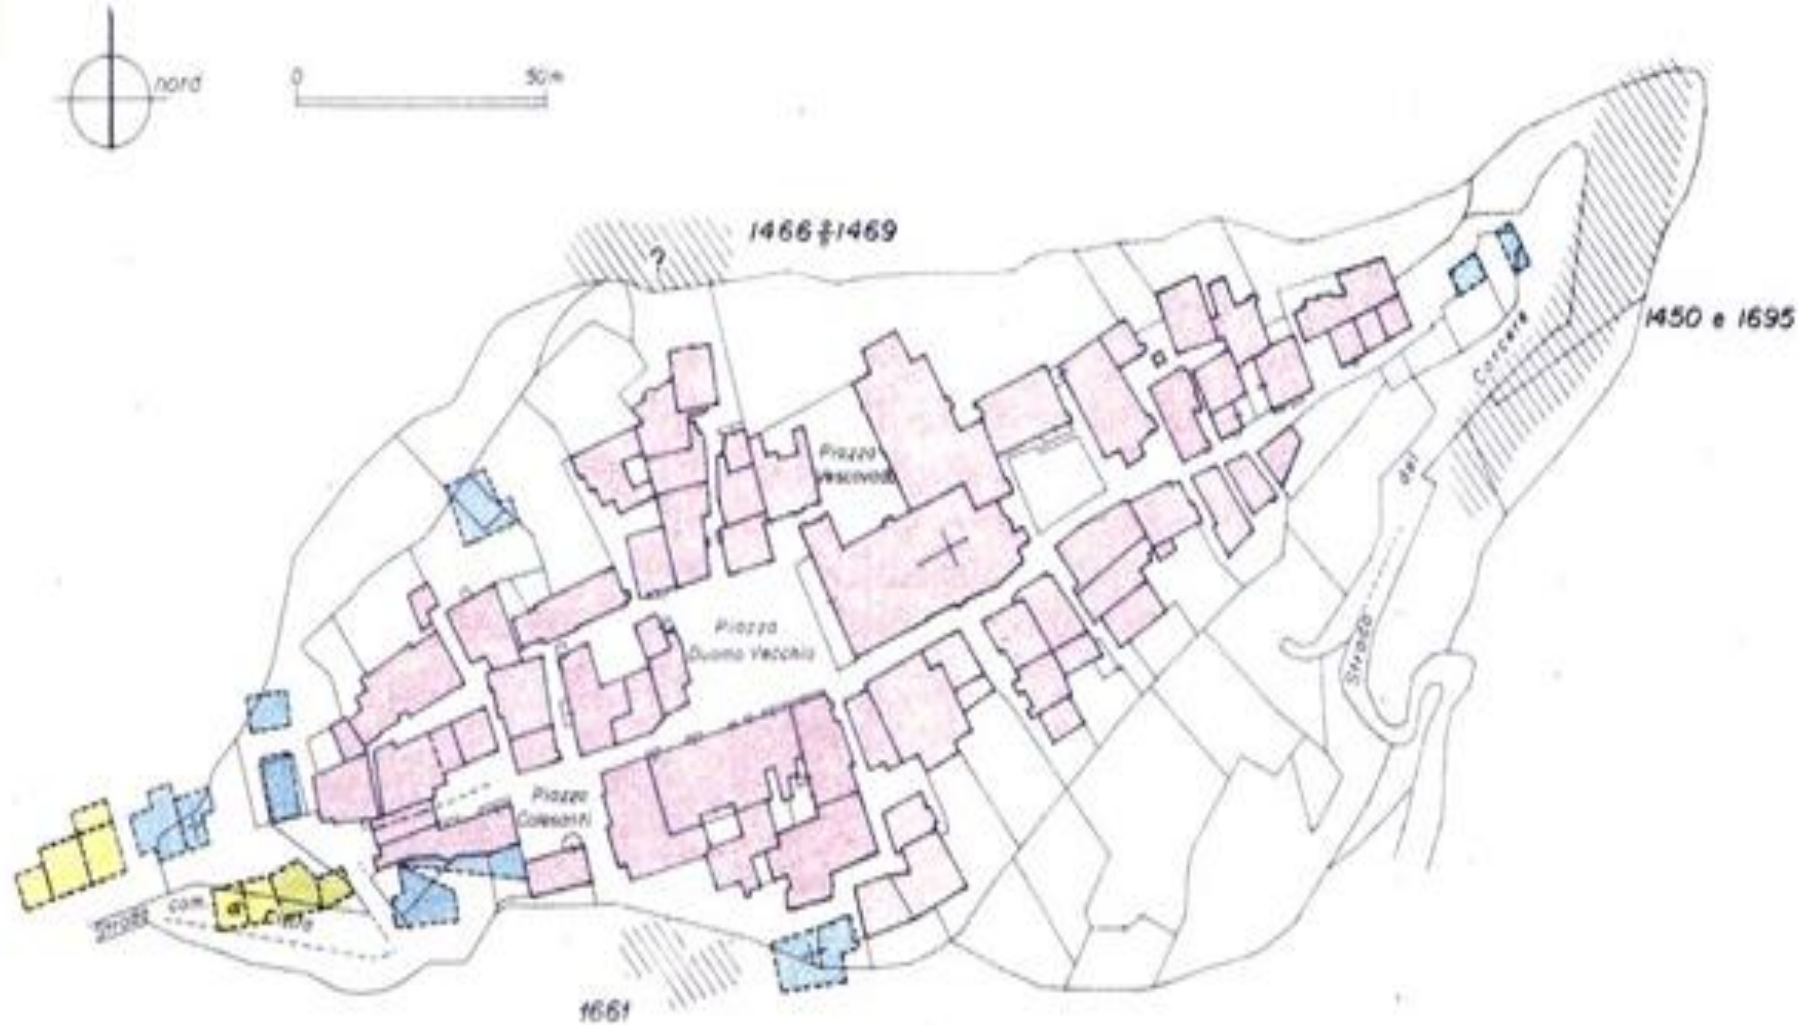 nord
0 50m
1466÷1469
?
1450 e 1695
Carcere
del
Strada
Piazza
Vescovado
Piazza
Duomo Vecchio
Piazza
Colesanti
Strada com.
1661